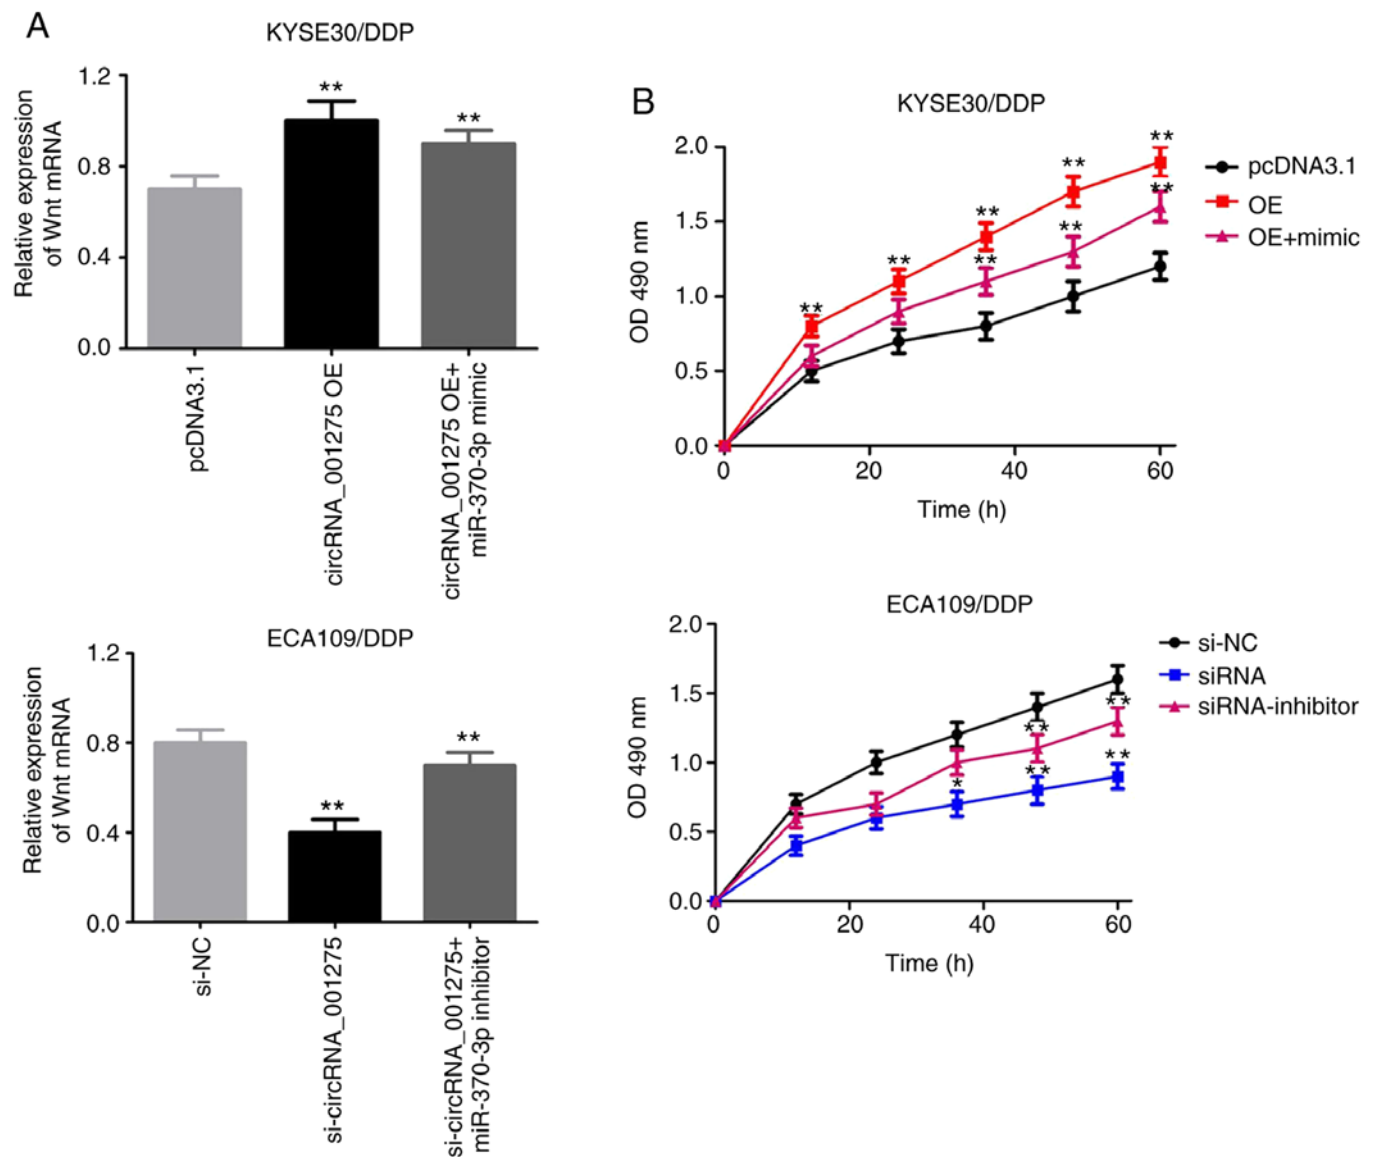 A
KYSE30/DDP
Relative expression
of Wnt mRNA
1.2
0.8
0.4
0.0
**
**
pcDNA3.1
circRNA_001275 OE
circRNA_001275 OE+
miR-370-3p mimic
ECA109/DDP
Relative expression
of Wnt mRNA
1.2
0.8
0.4
0.0
**
**
si-NC
si-circRNA_001275
si-circRNA_001275+
miR-370-3p inhibitor
B
KYSE30/DDP
OD 490 nm
2.0
1.5
1.0
0.5
0.0
**
**
**
**
**
**
**
**
0
20
40
60
Time (h)
pcDNA3.1
OE
OE+mimic
ECA109/DDP
OD 490 nm
2.0
1.5
1.0
0.5
0.0
*
**
**
**
**
0
20
40
60
Time (h)
si-NC
siRNA
siRNA-inhibitor